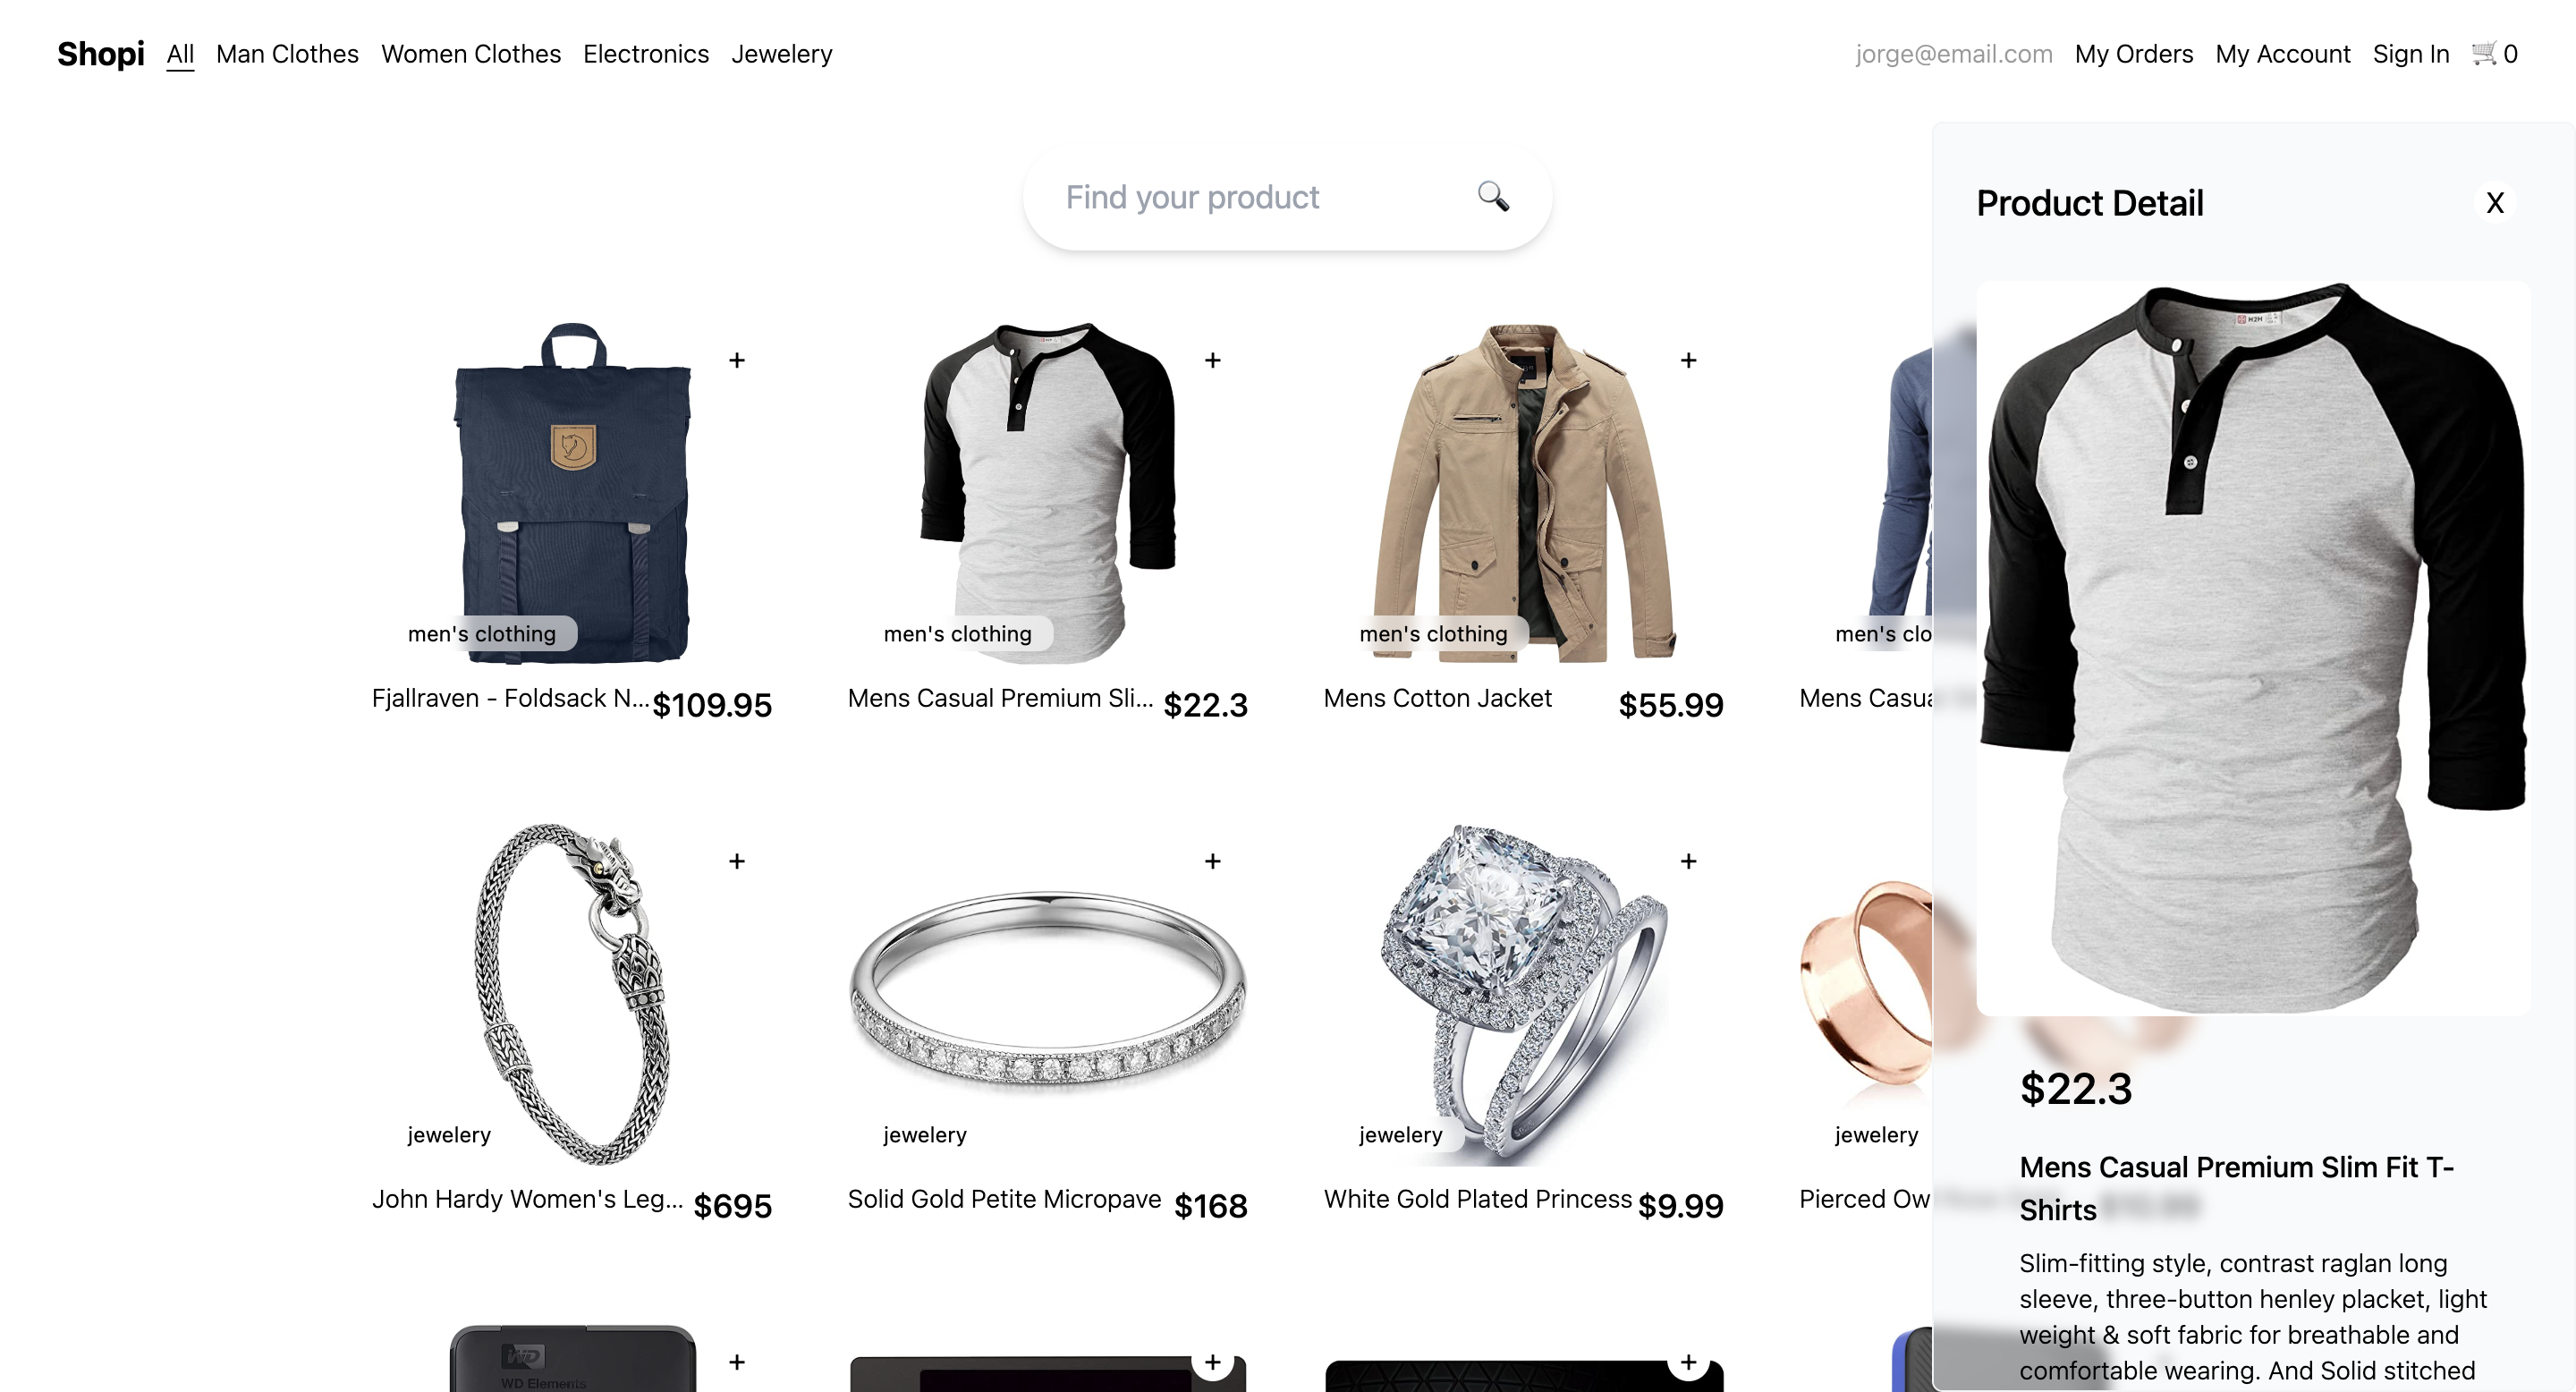 Shopi All Man Clothes Women Clothes Electronics Jewelery
jorge@email.com My Orders My Account Sign In 0
Find your product
+
+
+
men's clothing
men's clothing
men's clothing
men's clo
Fjallraven - Foldsack N... $109.95
Mens Casual Premium Sli... $22.3
Mens Cotton Jacket $55.99
Mens Casu
+
+
+
jewelery
jewelery
jewelery
jewelery
John Hardy Women's Leg... $695
Solid Gold Petite Micropave $168
White Gold Plated Princess $9.99
Pierced Ow
+
+
+
WD
WD Elements
Product Detail
X
H2H
$22.3
Mens Casual Premium Slim Fit T-
Shirts
Slim-fitting style, contrast raglan long
sleeve, three-button henley placket, light
weight & soft fabric for breathable and
comfortable wearing. And Solid stitched